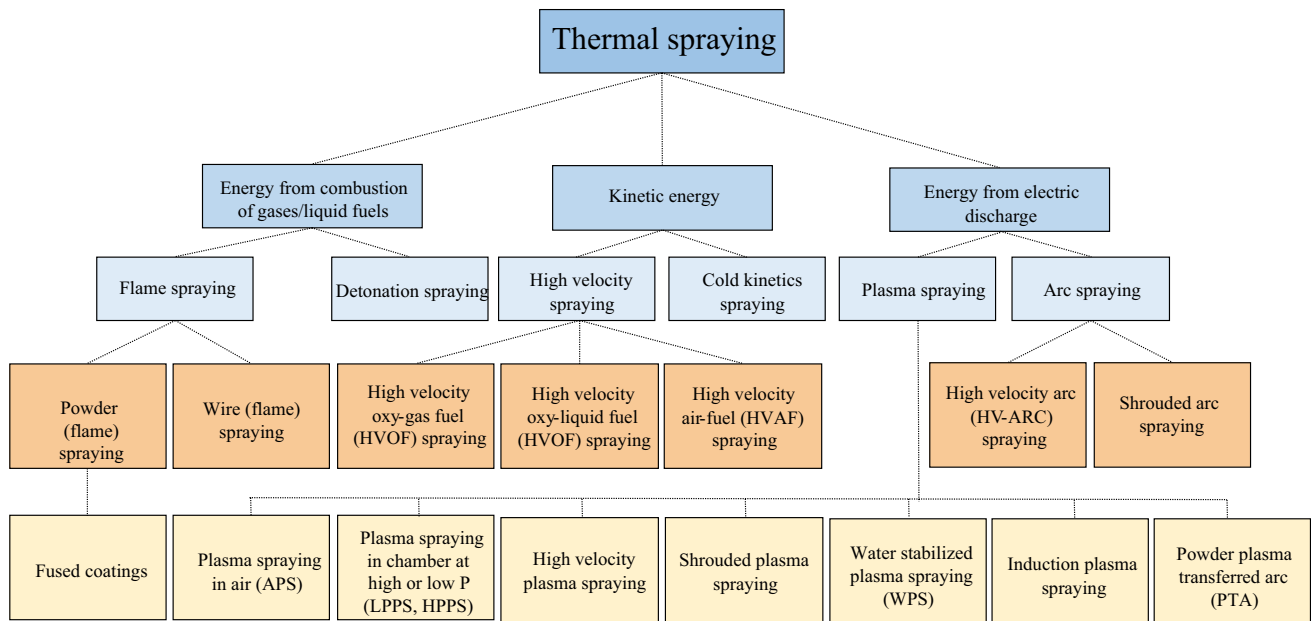 Thermal spraying
Energy from combustion
of gases/liquid fuels
Kinetic energy
Energy from electric
discharge
Flame spraying
Detonation spraying
High velocity
spraying
Cold kinetics
spraying
Plasma spraying
Arc spraying
Powder
(flame)
spraying
Wire (flame)
spraying
High velocity
oxy-gas fuel
(HVOF) spraying
High velocity
oxy-liquid fuel
(HVOF) spraying
High velocity
air-fuel (HVAF)
spraying
High velocity arc
(HV-ARC)
spraying
Shrouded arc
spraying
Fused coatings
Plasma spraying
in air (APS)
Plasma spraying
in chamber at
high or low P
(LPPS, HPPS)
High velocity
plasma spraying
Shrouded plasma
spraying
Water stabilized
plasma spraying
(WPS)
Induction plasma
spraying
Powder plasma
transferred arc
(PTA)